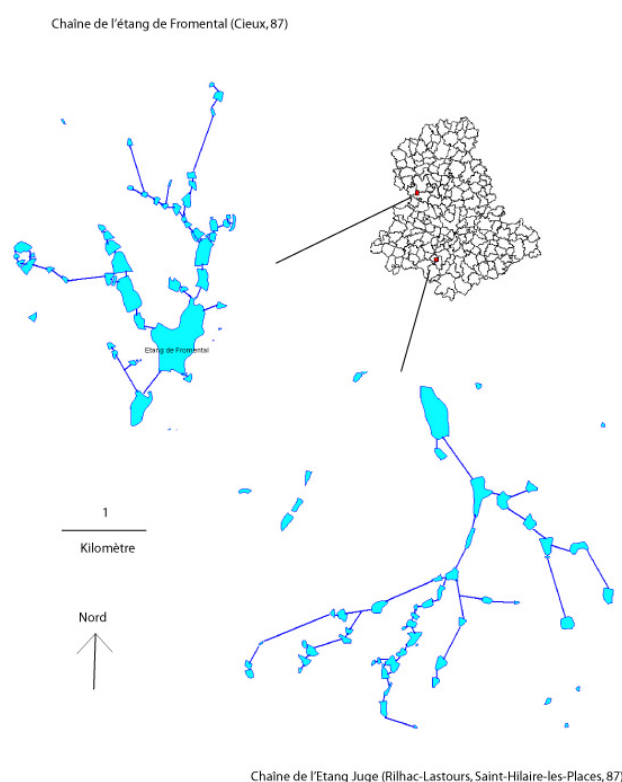 Chaîne de l'étang de Fromental (Cieux, 87)
Etang de Fromental
1
Kilomètre
Nord
Chaîne de l'Etang Juge (Rilhac-Lastours, Saint-Hilaire-les-Places, 87)